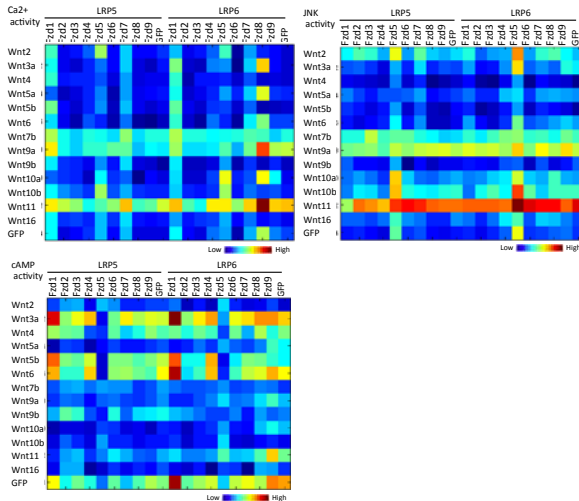 Ca2+
activity
LRP5 LRP6
Fzd1 Fzd2 Fzd3 Fzd4 Fzd5 Fzd6 Fzd7 Fzd8 Fzd9 GFP Fzd1 Fzd2 Fzd3 Fzd4 Fzd5 Fzd6 Fzd7 Fzd8 Fzd9 GFP
Wnt2
Wnt3a
Wnt4
Wnt5a
Wnt5b
Wnt6
Wnt7b
Wnt9a
Wnt9b
Wnt10a
Wnt10b
Wnt11
Wnt16
GFP
Low High
JNK
activity
LRP5 LRP6
Fzd1 Fzd2 Fzd3 Fzd4 Fzd5 Fzd6 Fzd7 Fzd8 Fzd9 GFP Fzd1 Fzd2 Fzd3 Fzd4 Fzd5 Fzd6 Fzd7 Fzd8 Fzd9 GFP
Wnt2
Wnt3a
Wnt4
Wnt5a
Wnt5b
Wnt6
Wnt7b
Wnt9a
Wnt9b
Wnt10a
Wnt10b
Wnt11
Wnt16
GFP
Low High
cAMP
activity
LRP5 LRP6
Fzd1 Fzd2 Fzd3 Fzd4 Fzd5 Fzd6 Fzd7 Fzd8 Fzd9 GFP Fzd1 Fzd2 Fzd3 Fzd4 Fzd5 Fzd6 Fzd7 Fzd8 Fzd9 GFP
Wnt2
Wnt3a
Wnt4
Wnt5a
Wnt5b
Wnt6
Wnt7b
Wnt9a
Wnt9b
Wnt10a
Wnt10b
Wnt11
Wnt16
GFP
Low High